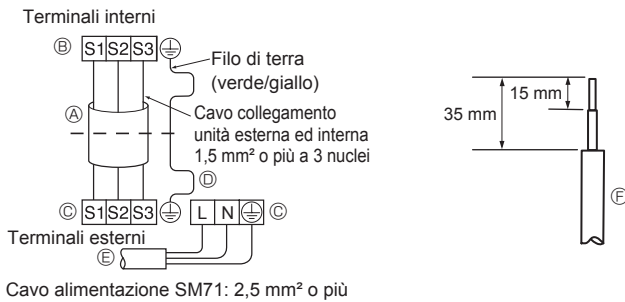 Terminali interni
Ⓑ S1 S2 S3
Filo di terra
(verde/giallo)
Ⓐ
Cavo collegamento
unità esterna ed interna
1,5 mm² o più a 3 nuclei
Ⓓ
Ⓒ S1 S2 S3
L N Ⓒ
Terminali esterni
Ⓔ
Cavo alimentazione SM71: 2,5 mm² o più
15 mm
35 mm
Ⓕ